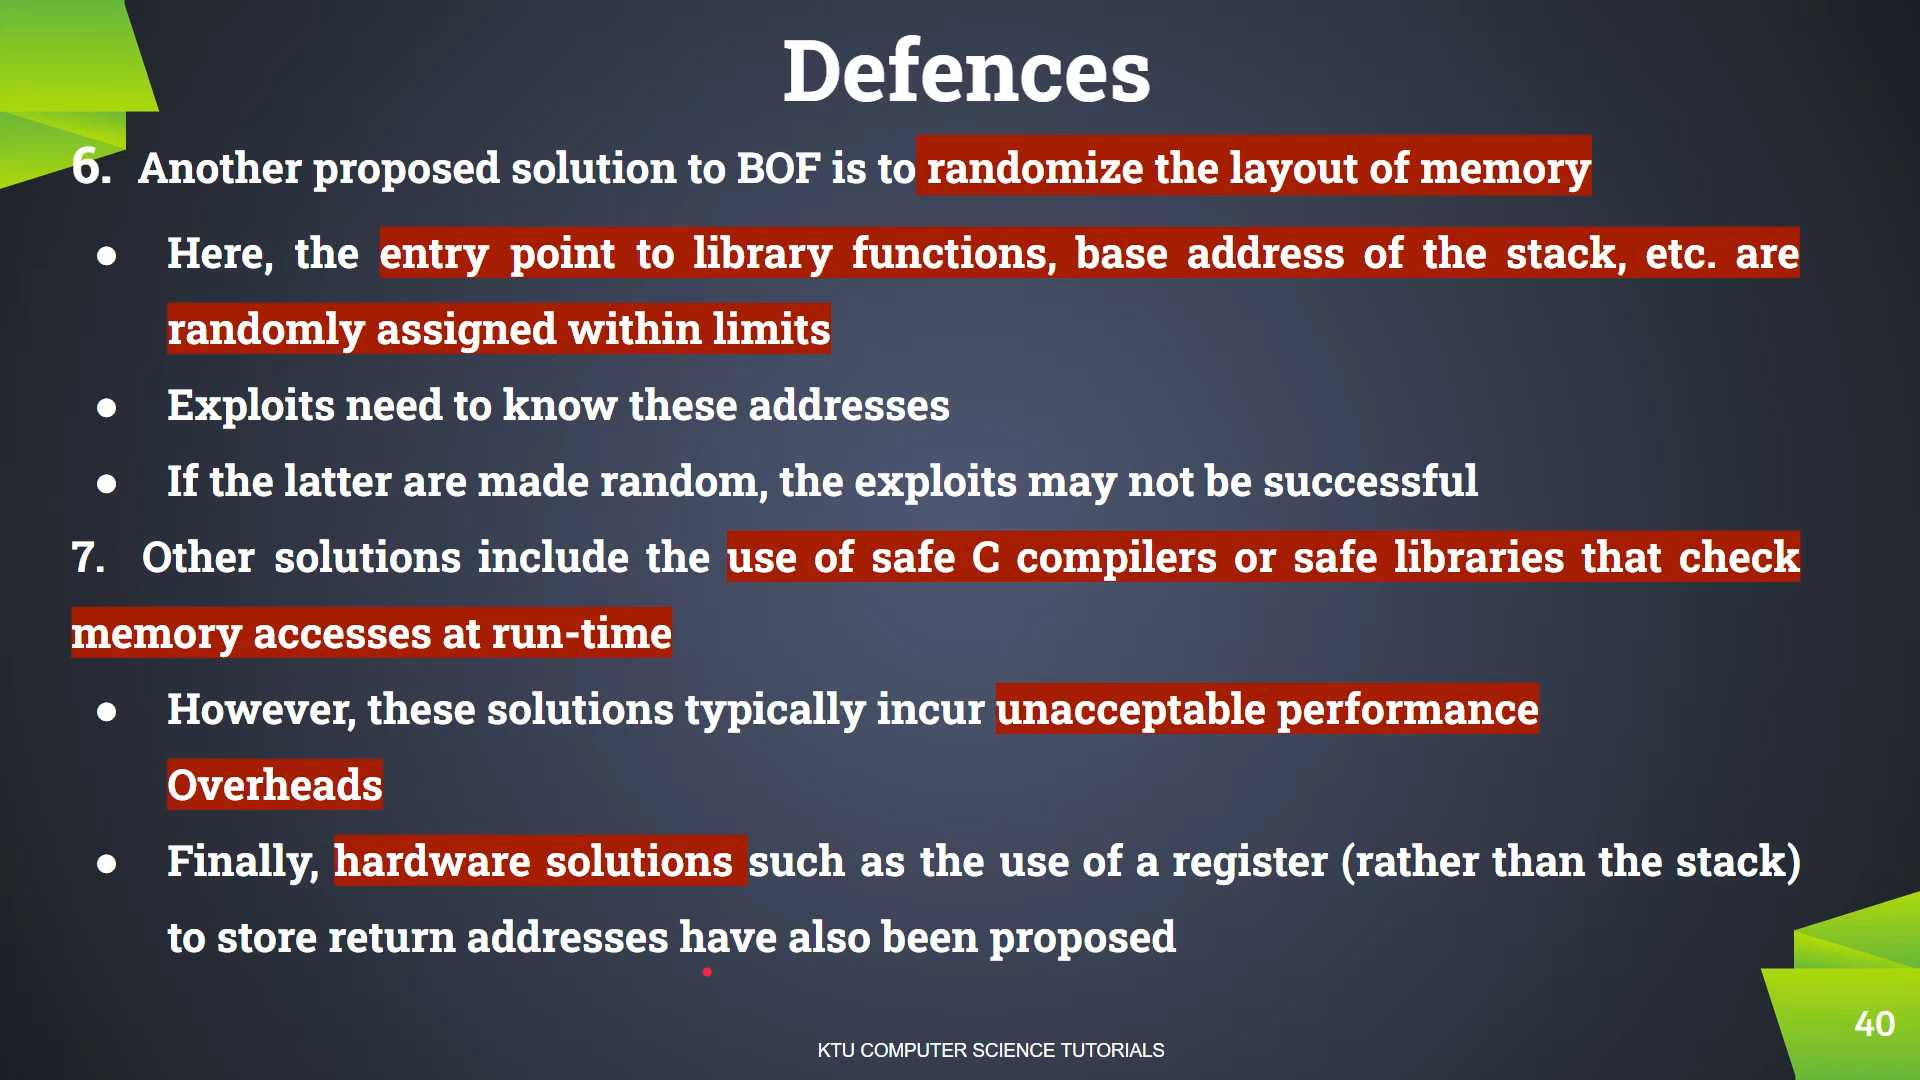 Defences
6. Another proposed solution to BOF is to randomize the layout of memory
● Here, the entry point to library functions, base address of the stack, etc. are
randomly assigned within limits
● Exploits need to know these addresses
● If the latter are made random, the exploits may not be successful
7. Other solutions include the use of safe C compilers or safe libraries that check
memory accesses at run-time
● However, these solutions typically incur unacceptable performance
Overheads
● Finally, hardware solutions such as the use of a register (rather than the stack)
to store return addresses have also been proposed
40
KTU COMPUTER SCIENCE TUTORIALS